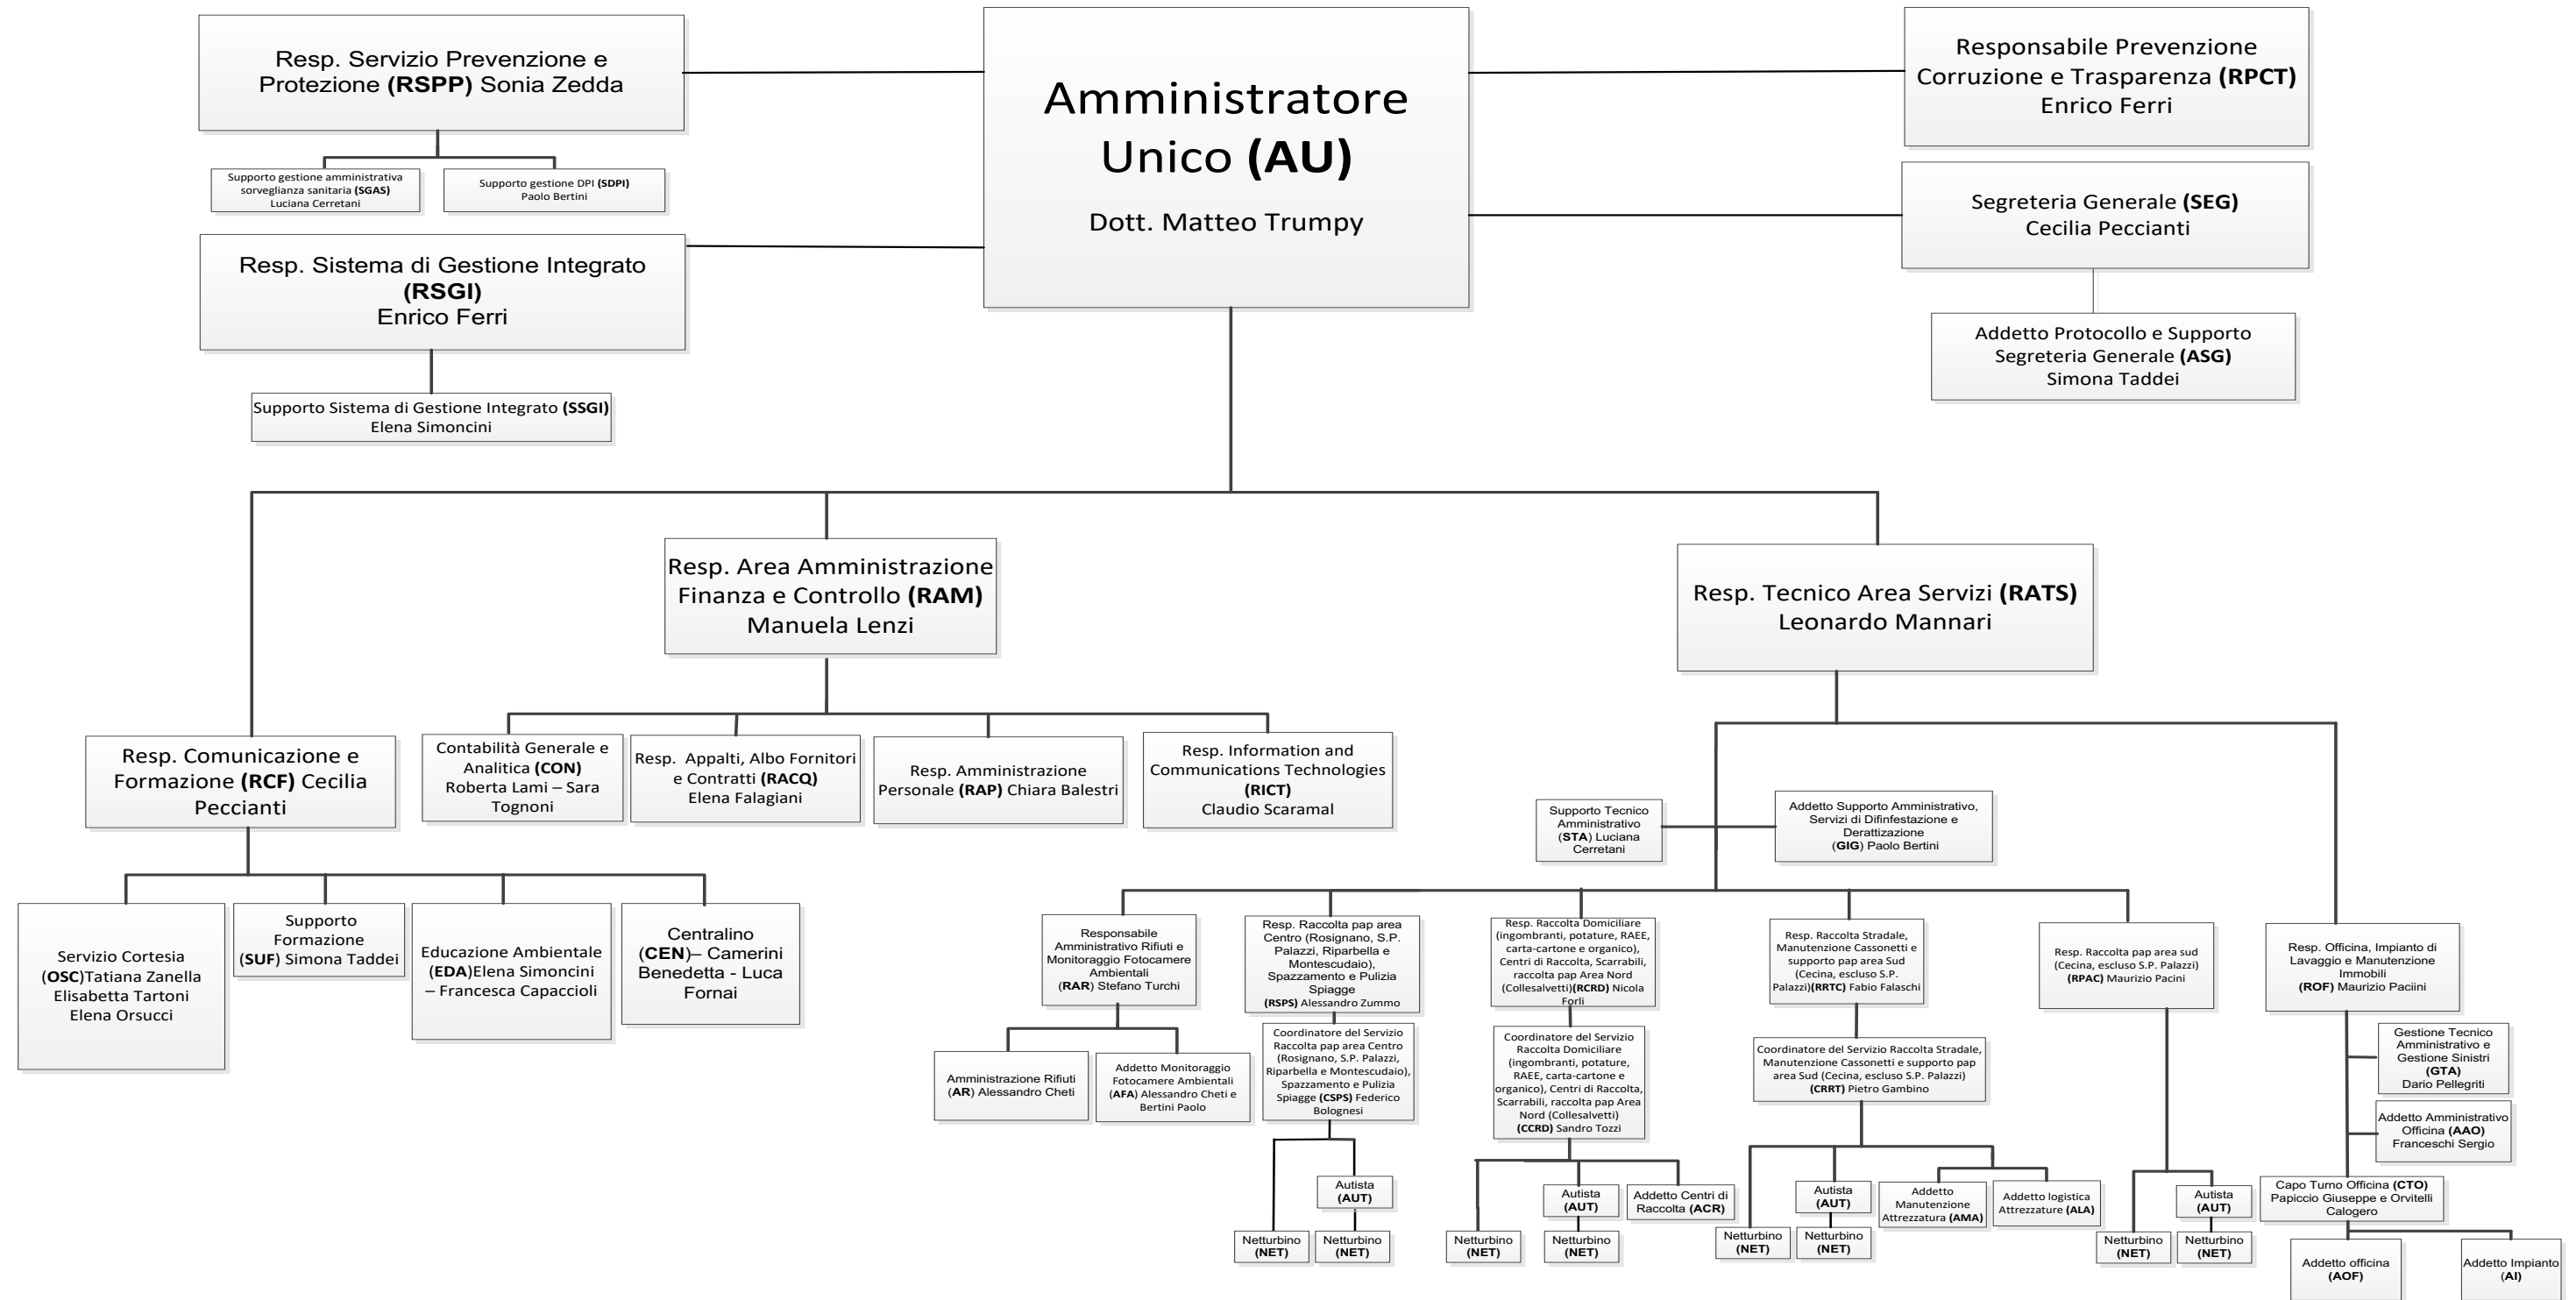 Resp. Servizio Prevenzione e
Protezione (RSPP) Sonia Zedda
Amministratore
Unico (AU)
Dott. Matteo Trumpy
Responsabile Prevenzione
Corruzione e Trasparenza (RPCT)
Enrico Ferri
Supporto gestione amministrativa
sorveglianza sanitaria (SGAS)
Luciana Cerretani
Supporto gestione DPI (SDPI)
Paolo Bertini
Segreteria Generale (SEG)
Cecilia Peccianti
Resp. Sistema di Gestione Integrato
(RSGI)
Enrico Ferri
Addetto Protocollo e Supporto
Segreteria Generale (ASG)
Simona Taddei
Supporto Sistema di Gestione Integrato (SSGI)
Elena Simoncini
Resp. Area Amministrazione
Finanza e Controllo (RAM)
Manuela Lenzi
Resp. Tecnico Area Servizi (RATS)
Leonardo Mannari
Resp. Comunicazione e
Formazione (RCF) Cecilia
Peccianti
Contabilità Generale e
Analitica (CON)
Roberta Lami – Sara
Tognoni
Resp. Appalti, Albo Fornitori
e Contratti (RACQ)
Elena Falagiani
Resp. Amministrazione
Personale (RAP) Chiara Balestri
Resp. Information and
Communications Technologies
(RICT)
Claudio Scaramal
Supporto Tecnico
Amministrativo
(STA) Luciana
Cerretani
Addetto Supporto Amministrativo,
Servizi di Difinfestazione e
Derattizazione
(GIG) Paolo Bertini
Servizio Cortesia
(OSC)Tatiana Zanella
Elisabetta Tartoni
Elena Orsucci
Supporto
Formazione
(SUF) Simona Taddei
Educazione Ambientale
(EDA)Elena Simoncini
– Francesca Capaccioli
Centralino
(CEN)– Camerini
Benedetta - Luca
Fornai
Responsabile
Amministrativo Rifiuti e
Monitoraggio Fotocamere
Ambientali
(RAR) Stefano Turchi
Resp. Raccolta pap area
Centro (Rosignano, S.P.
Palazzi, Riparbella e
Montescudaio),
Spazzamento e Pulizia
Spiagge
(RSPS) Alessandro Zummo
Resp. Raccolta Domiciliare
(ingombranti, potature, RAEE,
carta-cartone e organico),
Centri di Raccolta, Scarrabili,
raccolta pap Area Nord
(Collesalvetti)(RCRD) Nicola
Forli
Resp. Raccolta Stradale,
Manutenzione Cassonetti e
supporto pap area Sud
(Cecina, escluso S.P.
Palazzi)(RRTC) Fabio Falaschi
Resp. Raccolta pap area sud
(Cecina, escluso S.P. Palazzi)
(RPAC) Maurizio Pacini
Resp. Officina, Impianto di
Lavaggio e Manutenzione
Immobili
(ROF) Maurizio Paciini
Amministrazione Rifiuti
(AR) Alessandro Cheti
Addetto Monitoraggio
Fotocamere Ambientali
(AFA) Alessandro Cheti e
Bertini Paolo
Coordinatore del Servizio
Raccolta pap area Centro
(Rosignano, S.P. Palazzi,
Riparbella e Montescudaio),
Spazzamento e Pulizia
Spiagge (CSPS) Federico
Bolognesi
Coordinatore del Servizio
Raccolta Domiciliare
(ingombranti, potature,
RAEE, carta-cartone e
organico), Centri di Raccolta,
Scarrabili, raccolta pap Area
Nord (Collesalvetti)
(CCRD) Sandro Tozzi
Coordinatore del Servizio Raccolta Stradale,
Manutenzione Cassonetti e supporto pap
area Sud (Cecina, escluso S.P. Palazzi)
(CRRT) Pietro Gambino
Gestione Tecnico
Amministrativo e
Gestione Sinistri
(GTA)
Dario Pellegriti
Addetto Amministrativo
Officina (AAO)
Franceschi Sergio
Capo Turno Officina (CTO)
Papiccio Giuseppe e Orvitelli
Calogero
Autista
(AUT)
Netturbino
(NET)
Netturbino
(NET)
Autista
(AUT)
Addetto Centri di
Raccolta (ACR)
Netturbino
(NET)
Netturbino
(NET)
Autista
(AUT)
Addetto
Manutenzione
Attrezzatura (AMA)
Addetto logistica
Attrezzature (ALA)
Netturbino
(NET)
Netturbino
(NET)
Autista
(AUT)
Netturbino
(NET)
Netturbino
(NET)
Addetto officina
(AOF)
Addetto Impianto
(AI)